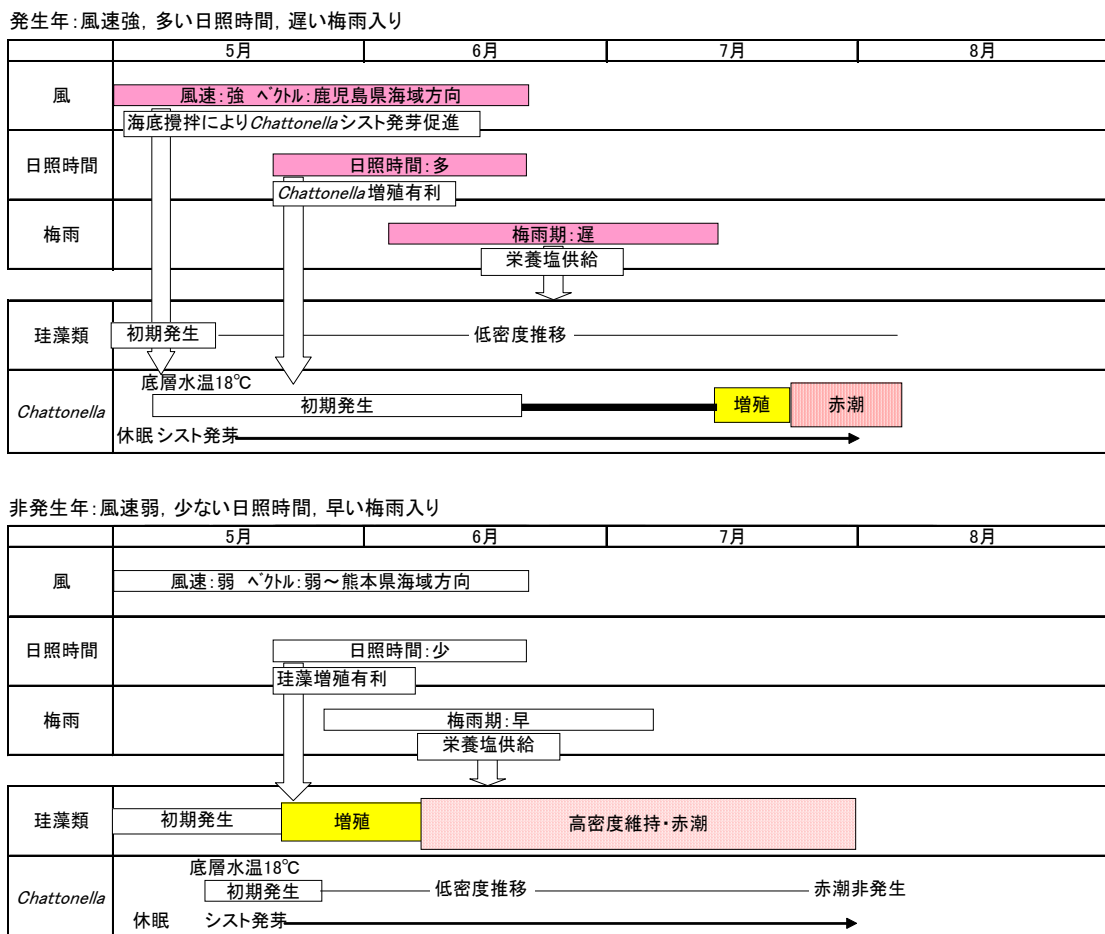 発生年:風速強, 多い日照時間, 遅い梅雨入り
5月 6月 7月 8月
風
風速:強 ベクトル:鹿児島県海域方向
海底攪拌によりChattonellaシスト発芽促進
日照時間
日照時間:多
Chattonella増殖有利
梅雨
梅雨期:遅
栄養塩供給
珪藻類 初期発生 低密度推移
底層水温18℃
Chattonella 初期発生 増殖 赤潮
休眠 シスト発芽
非発生年:風速弱, 少ない日照時間, 早い梅雨入り
5月 6月 7月 8月
風 風速:弱 ベクトル:弱~熊本県海域方向
日照時間 日照時間:少
珪藻増殖有利
梅雨 梅雨期:早
栄養塩供給
珪藻類 初期発生 増殖 高密度維持・赤潮
底層水温18℃
Chattonella 初期発生 低密度推移 赤潮非発生
休眠 シスト発芽